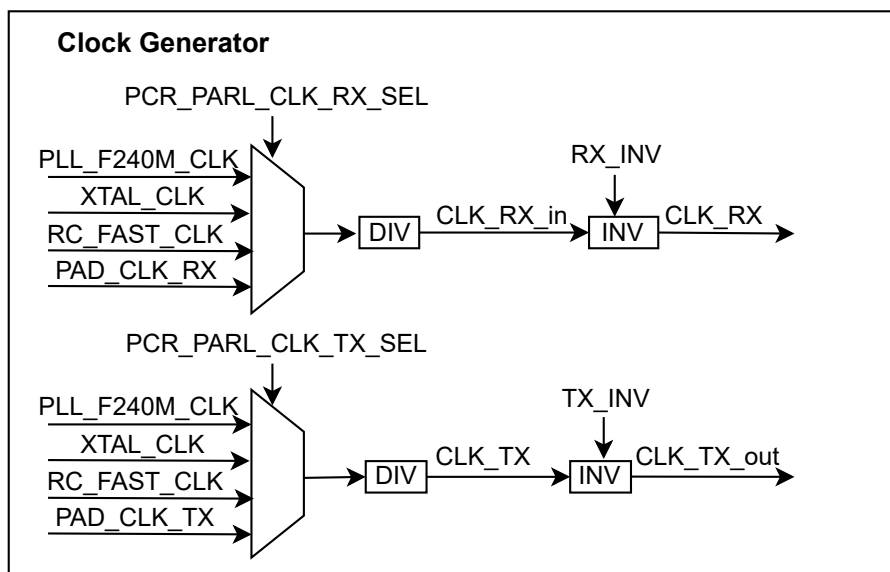 Clock Generator
PCR_PARL_CLK_RX_SEL
PLL_F240M_CLK
XTAL_CLK
RC_FAST_CLK
PAD_CLK_RX
DIV
CLK_RX_in
RX_INV
INV
CLK_RX
PCR_PARL_CLK_TX_SEL
PLL_F240M_CLK
XTAL_CLK
RC_FAST_CLK
PAD_CLK_TX
DIV
CLK_TX
TX_INV
INV
CLK_TX_out